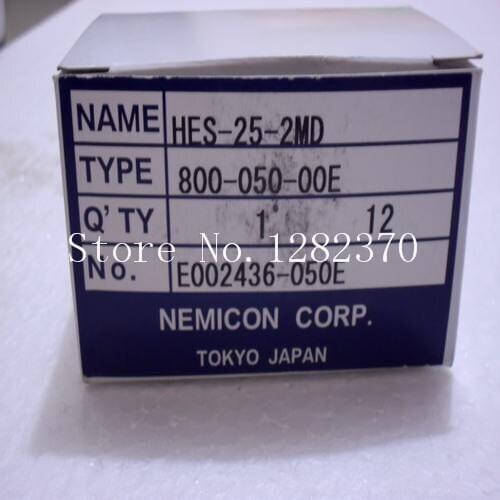 NAME HES-25-2MD
TYPE 800-050-00E
Q'TY 1 12
Store No. 1282370
No. E002436-050E
NEMICON CORP.
TOKYO JAPAN